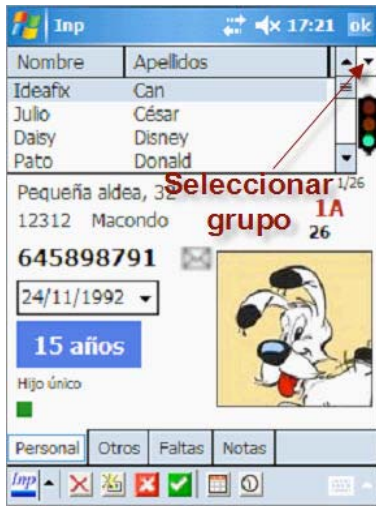 Inp 17:21 ok
Nombre Apellidos
Ideafix Can
Julio César
Daisy Disney
Pato Donald
Pequeña aldea, 32
Seleccionar
grupo
1/26
12312 Macondo
1A
26
645898791
24/11/1992
15 años
Hijo único
Personal Otros Faltas Notas
Inp